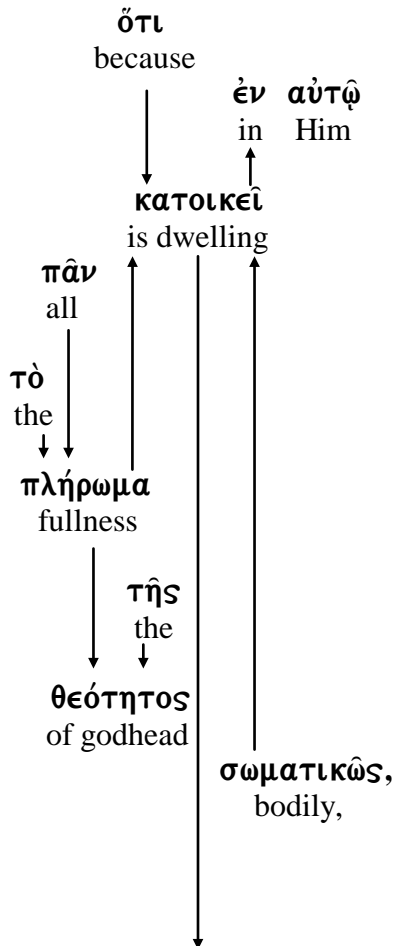 ὅτι
because
ἐν αὐτῷ
in Him
κατοικεῖ
is dwelling
πᾶν
all
τὸ
the
πλήρωμα
fullness
τῆς
the
θεότητος
of godhead
σωματικῶς,
bodily,